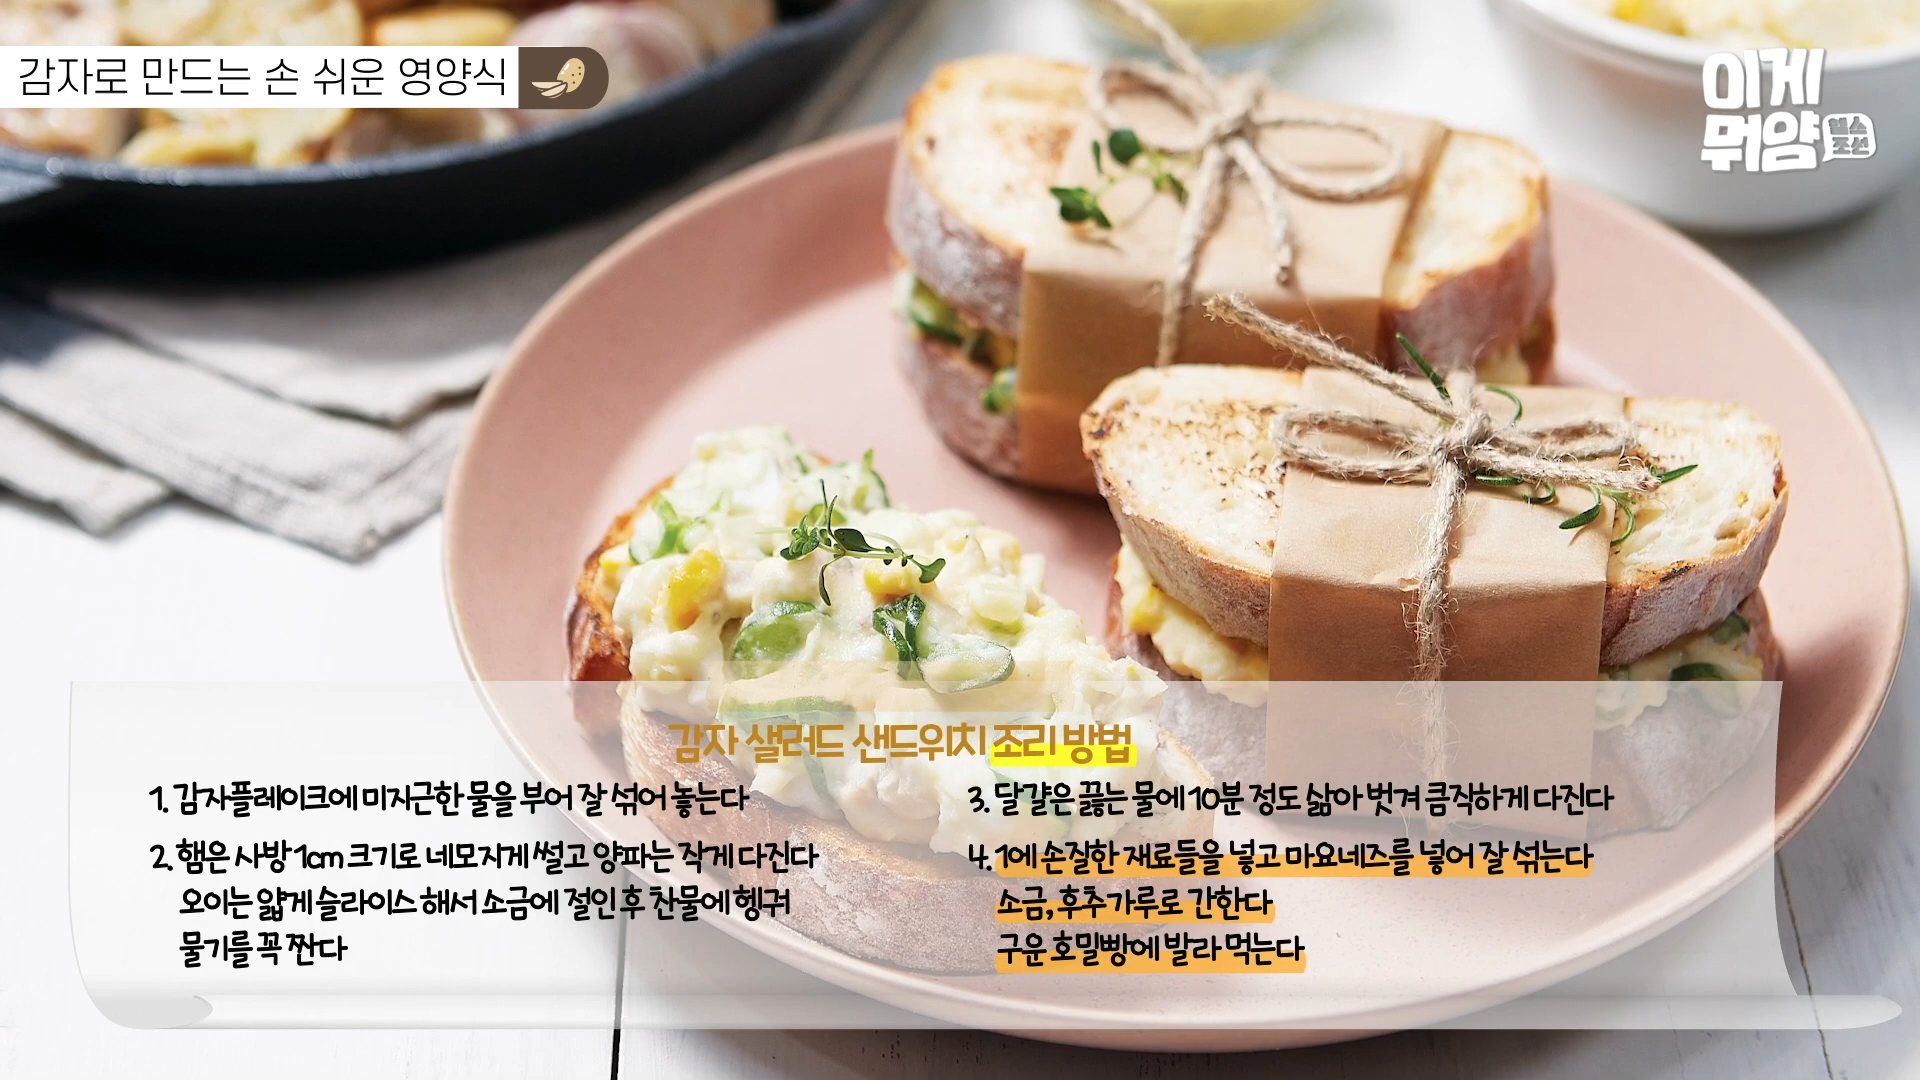 감자로 만드는 손 쉬운 영양식
이게
뭐얌
헬스
조선
감자 샐러드 샌드위치 조리 방법
1. 감자플레이크에 미지근한 물을 부어 잘 섞어 놓는다
2. 햄은 사방 1cm 크기로 네모지게 썰고 양파는 작게 다진다
오이는 얇게 슬라이스 해서 소금에 절인 후 찬물에 헹궈
물기를 꼭 짠다
3. 달걀은 끓는 물에 10분 정도 삶아 벗겨 큼직하게 다진다
4. 1에 손질한 재료들을 넣고 마요네즈를 넣어 잘 섞는다
소금, 후추가루로 간한다
구운 호밀빵에 발라 먹는다